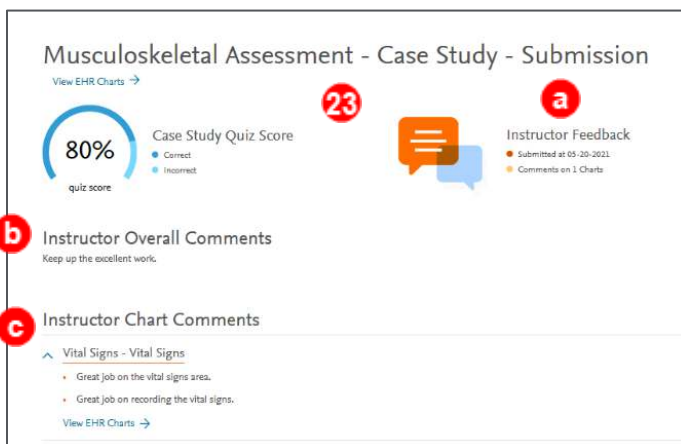 Musculoskeletal Assessment - Case Study - Submission
View EHR Charts →
23
a
80%
quiz score
Case Study Quiz Score
Correct
Incorrect
Instructor Feedback
Submitted at 05-20-2021
Comments on 1 Charts
b
Instructor Overall Comments
Keep up the excellent work.
c
Instructor Chart Comments
Vital Signs - Vital Signs
Great job on the vital signs area.
Great job on recording the vital signs.
View EHR Charts →